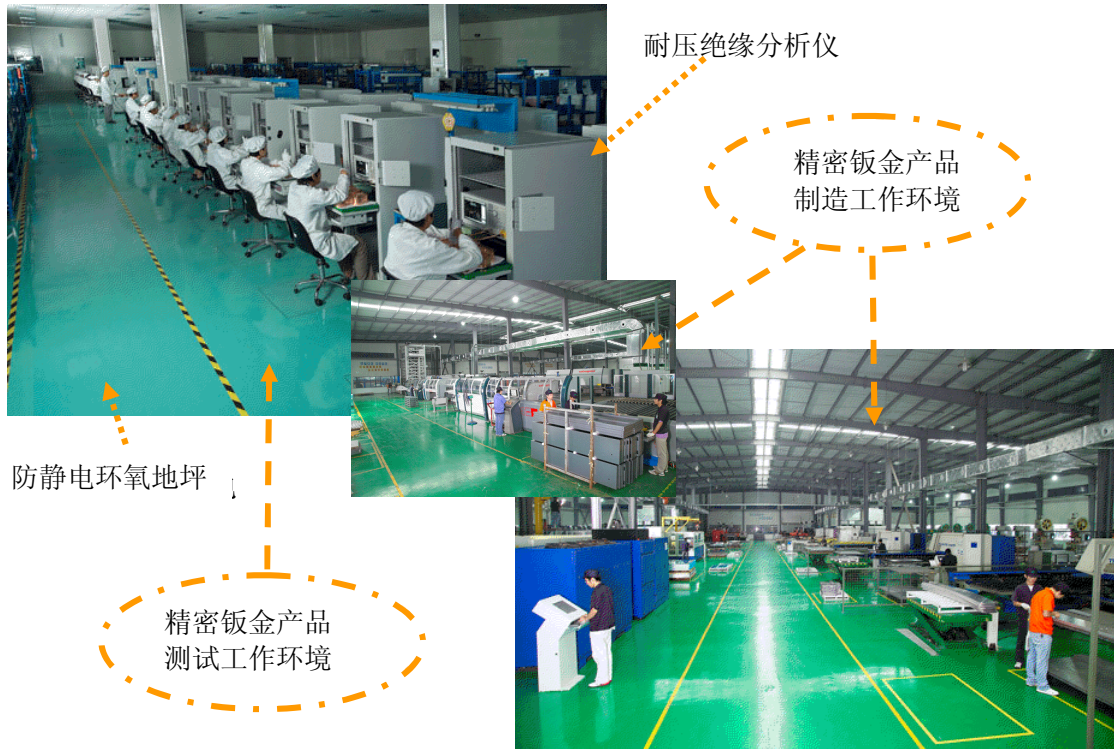 耐压绝缘分析仪
精密钣金产品
制造工作环境
防静电环氧地坪
精密钣金产品
测试工作环境